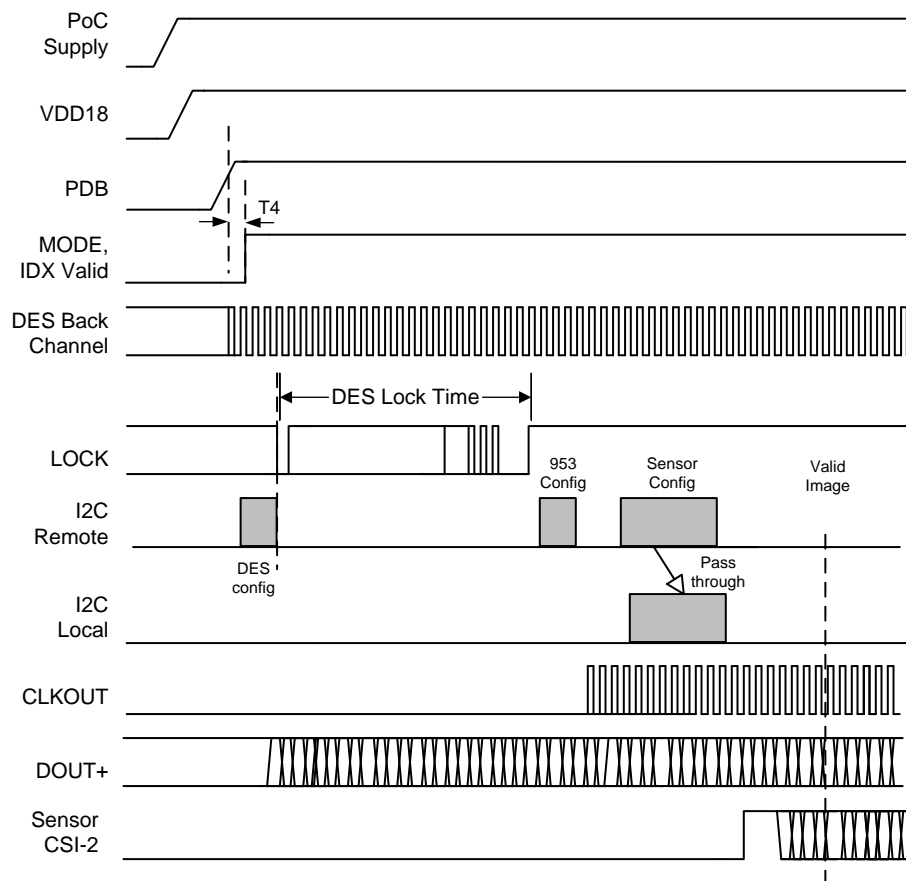 PoC
Supply
VDD18
PDB
T4
MODE,
IDX Valid
DES Back
Channel
DES Lock Time
LOCK
953
Config
Sensor
Config
Valid
Image
I2C
Remote
DES
config
Pass
through
I2C
Local
CLKOUT
DOUT+
Sensor
CSI-2